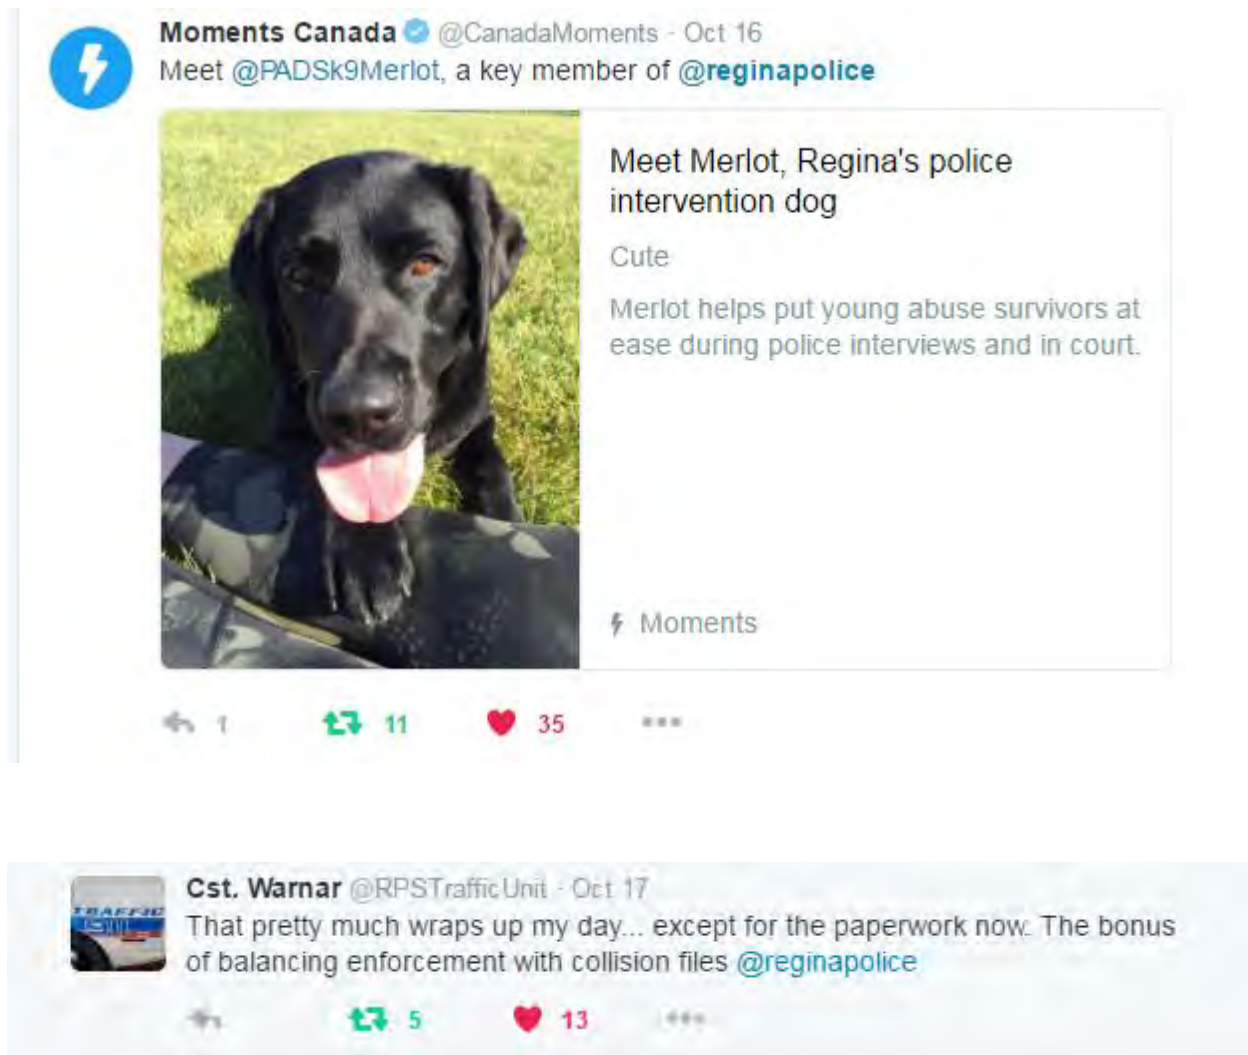 Moments Canada @CanadaMoments · Oct 16
Meet @PADSk9Merlot, a key member of @reginapolice
Meet Merlot, Regina's police
intervention dog
Cute
Merlot helps put young abuse survivors at
ease during police interviews and in court.
Moments
1 11 35
Cst. Warnar @RPSTrafficUnit · Oct 17
TRAFFIC
That pretty much wraps up my day... except for the paperwork now. The bonus
of balancing enforcement with collision files @reginapolice
5 13